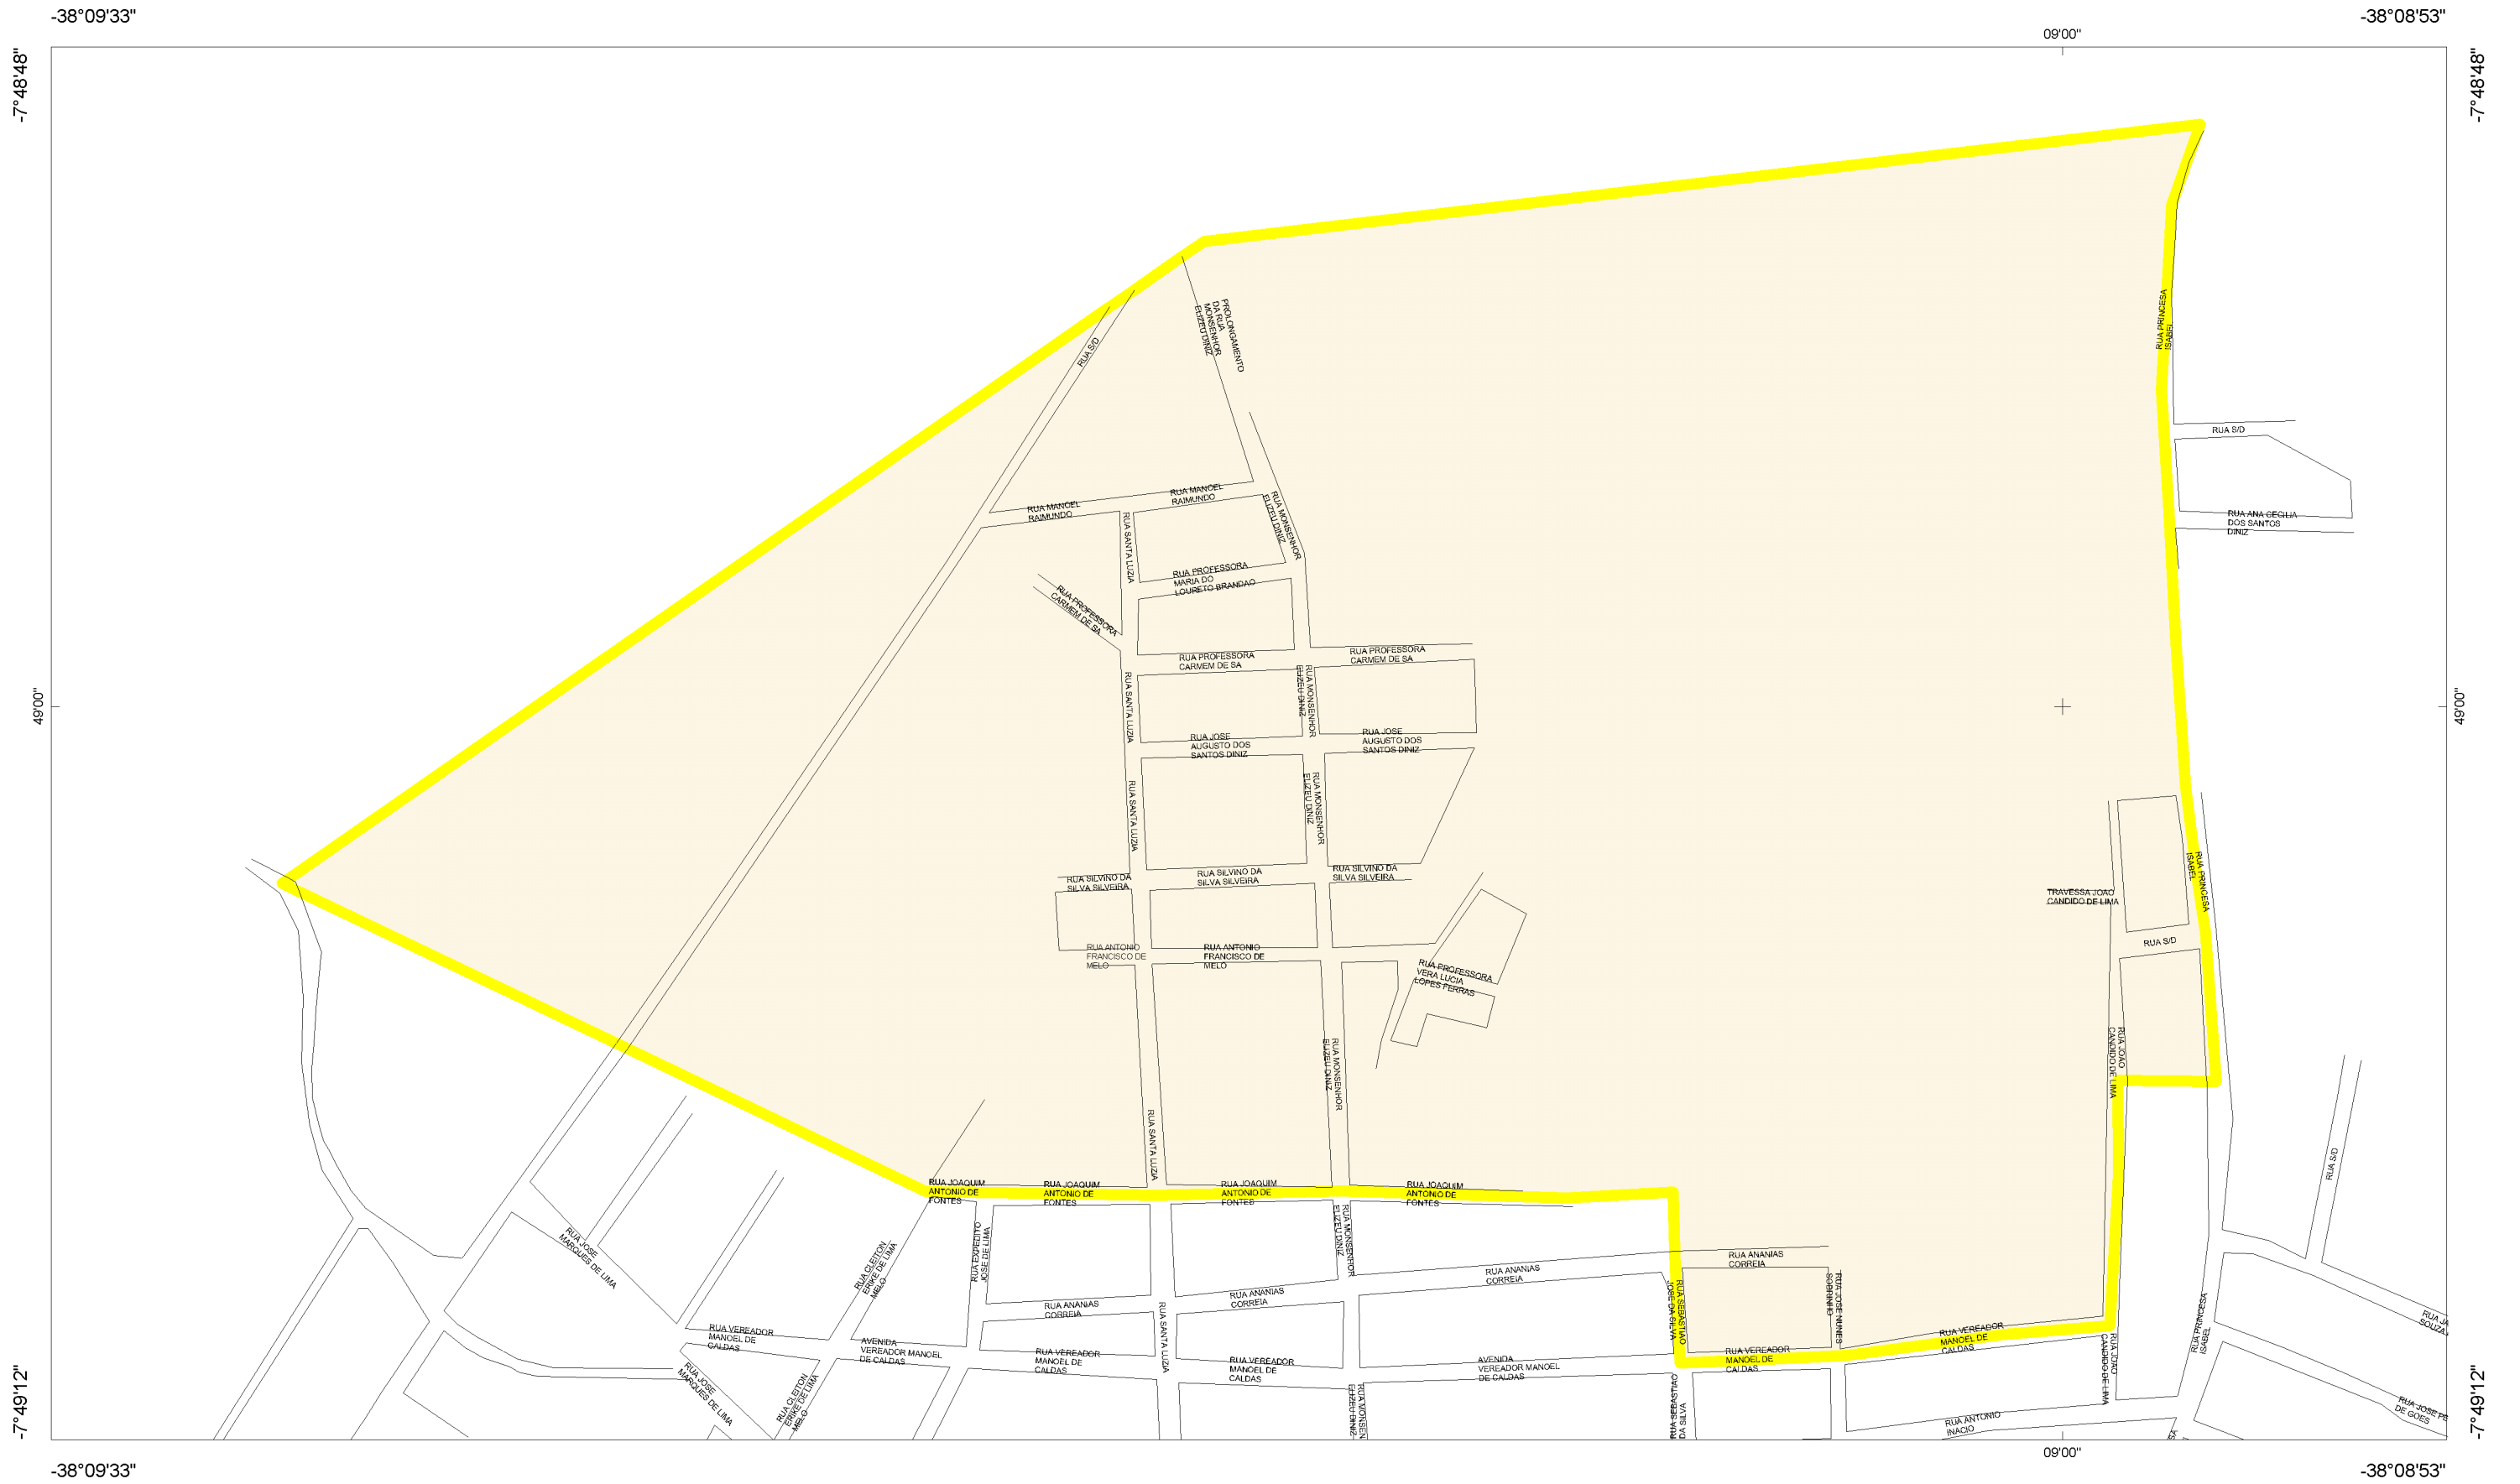 -38°09'33"
-38°08'53"
09'00"
-7°48'48"
-7°48'48"
PROLONGAMENTO
DA RUA
MONSENHOR
ELIZEU DINIZ
RUA PRINCESA
ISABEL
RUA S/D
RUA S/D
RUA MANOEL
RAIMUNDO
RUA MANOEL
RAIMUNDO
RUA MONSENHOR
ELIZEU DINIZ
RUA SANTA LUZIA
RUA ANA CECILIA
DOS SANTOS
DINIZ
RUA PROFESSORA
MARIA DO
LOURETO BRANDAO
RUA PROFESSORA
CARMEM DE SA
RUA PROFESSORA
CARMEM DE SA
RUA PROFESSORA
CARMEM DE SA
RUA SANTA LUZIA
RUA MONSENHOR
ELIZEU DINIZ
49'00"
49'00"
RUA JOSE
AUGUSTO DOS
SANTOS DINIZ
RUA JOSE
AUGUSTO DOS
SANTOS DINIZ
RUA SANTA LUZIA
RUA MONSENHOR
ELIZEU DINIZ
RUA SILVINO DA
SILVA SILVEIRA
RUA SILVINO DA
SILVA SILVEIRA
RUA SILVINO DA
SILVA SILVEIRA
RUA PRINCESA
ISABEL
TRAVESSA JOAO
CANDIDO DE LIMA
RUA S/D
RUA ANTONIO
FRANCISCO DE
MELO
RUA ANTONIO
FRANCISCO DE
MELO
RUA PROFESSORA
VERA LUCIA
LOPES FERRAS
RUA MONSENHOR
ELIZEU DINIZ
RUA JOAO
CANDIDO DE LIMA
RUA SANTA LUZIA
RUA S/D
RUA JOAQUIM
ANTONIO DE
FONTES
RUA JOAQUIM
ANTONIO DE
FONTES
RUA JOAQUIM
ANTONIO DE
FONTES
RUA JOAQUIM
ANTONIO DE
FONTES
RUA JOSE
MARQUES DE LIMA
RUA CLEITON
ERIKE DE LIMA
MELO
RUA EXPEDITO
JOSE DE LIMA
RUA MONSENHOR
ELIZEU DINIZ
RUA ANANIAS
CORREIA
RUA ANANIAS
CORREIA
RUA ANANIAS
CORREIA
RUA ANANIAS
CORREIA
RUA SEBASTIAO
JOSE DA SILVA
RUA JOSE NUNES
SOBRINHO
RUA PRINCESA
ISABEL
RUA SANTA LUZIA
RUA VEREADOR
MANOEL DE
CALDAS
AVENIDA
VEREADOR MANOEL
DE CALDAS
RUA VEREADOR
MANOEL DE
CALDAS
RUA VEREADOR
MANOEL DE
CALDAS
AVENIDA
VEREADOR MANOEL
DE CALDAS
RUA VEREADOR
MANOEL DE
CALDAS
RUA VEREADOR
MANOEL DE
CALDAS
RUA JOAO
CANDIDO DE LIMA
SOUZA
RUA JOSE
MARQUES DE LIMA
RUA CLEITON
ERIKE DE LIMA
MELO
RUA MONSEN
ELIZEU DINIZ
RUA SEBASTIAO
DA SILVA
RUA ANTONIO
INACIO
RUA JOSE PE
DE GOES
-7°49'12"
-7°49'12"
09'00"
-38°09'33"
-38°08'53"